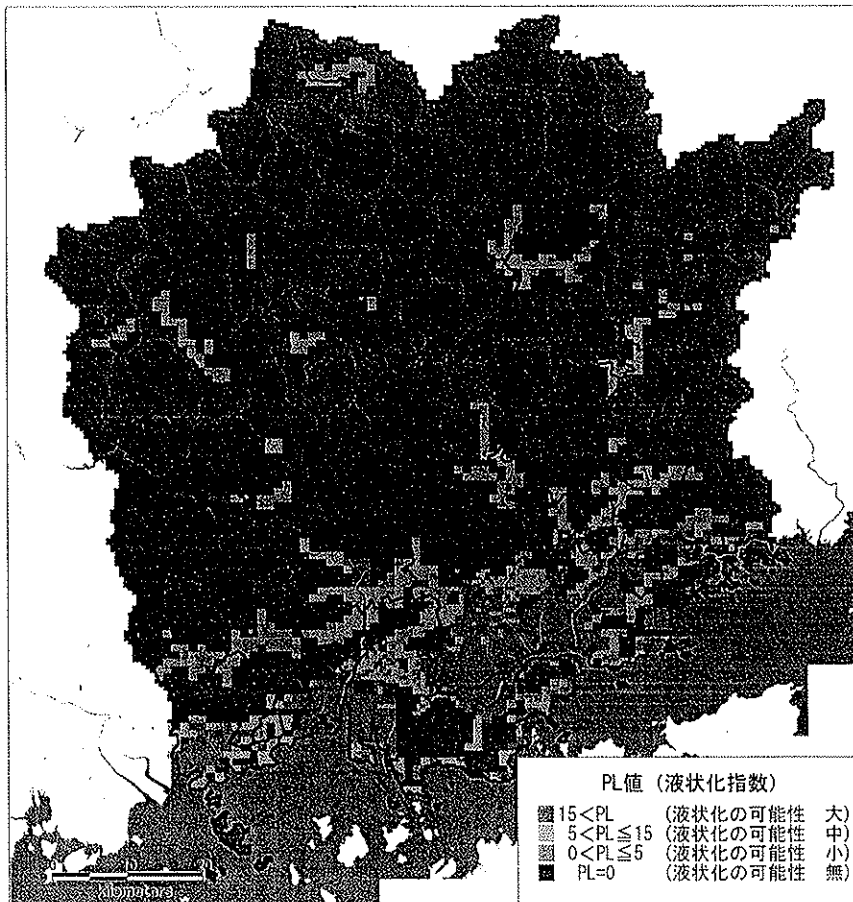 PL値 (液状化指数)
15<PL (液状化の可能性 大)
5<PL≦15 (液状化の可能性 中)
0<PL≦5 (液状化の可能性 小)
PL=0 (液状化の可能性 無)
kilometers